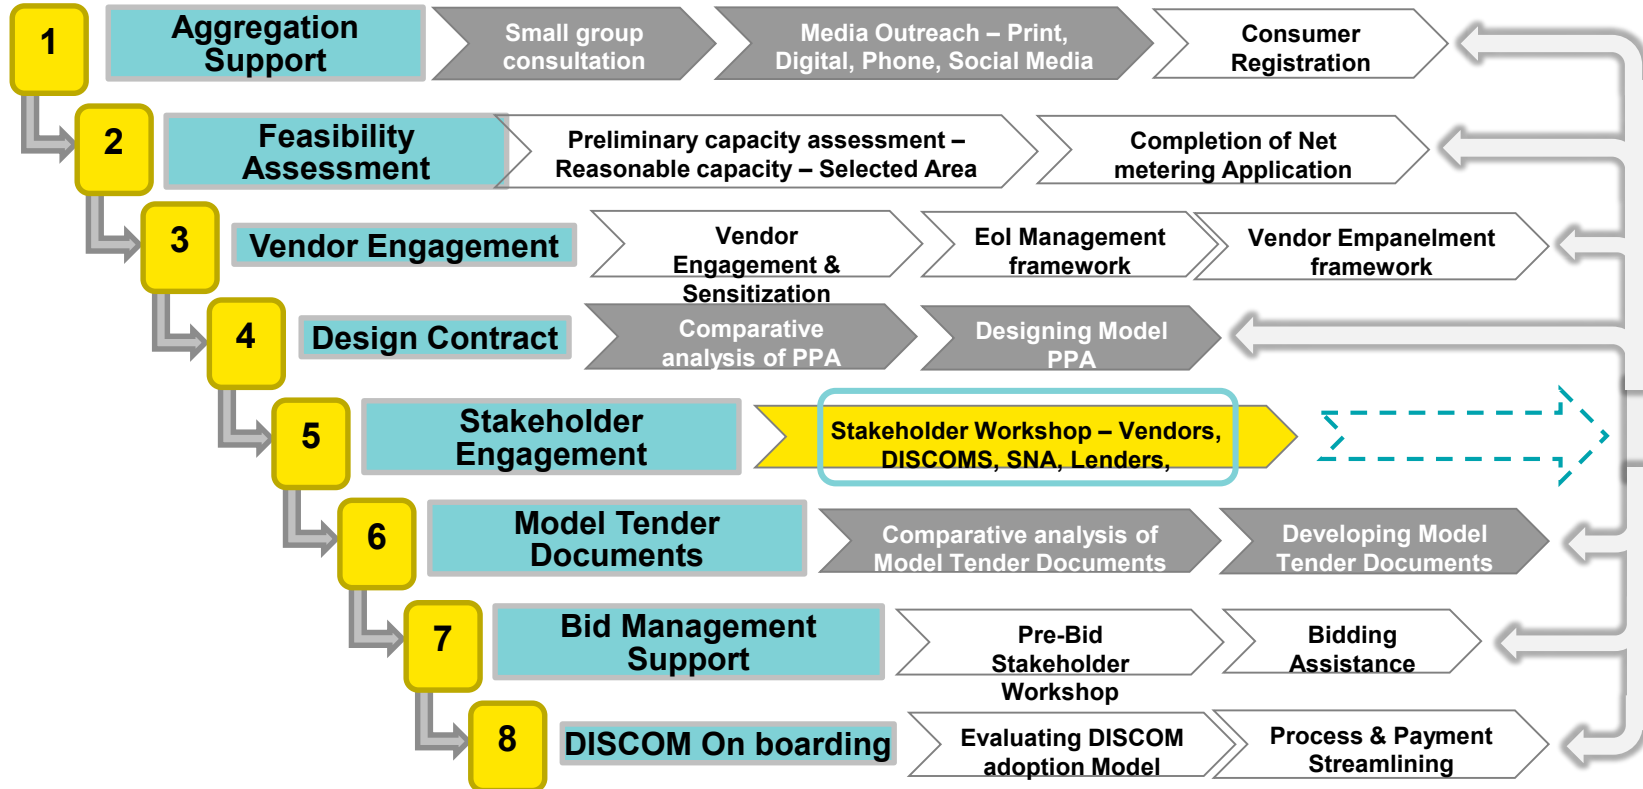 1
Aggregation
Support
Small group
consultation
Media Outreach – Print,
Digital, Phone, Social Media
Consumer
Registration
2
Feasibility
Assessment
Preliminary capacity assessment –
Reasonable capacity – Selected Area
Completion of Net
metering Application
3
Vendor Engagement
Vendor
Engagement &
Sensitization
EoI Management
framework
Vendor Empanelment
framework
4
Design Contract
Comparative
analysis of PPA
Designing Model
PPA
5
Stakeholder
Engagement
Stakeholder Workshop – Vendors,
DISCOMS, SNA, Lenders,
6
Model Tender
Documents
Comparative analysis of
Model Tender Documents
Developing Model
Tender Documents
7
Bid Management
Support
Pre-Bid
Stakeholder
Workshop
Bidding
Assistance
8
DISCOM On boarding
Evaluating DISCOM
adoption Model
Process & Payment
Streamlining